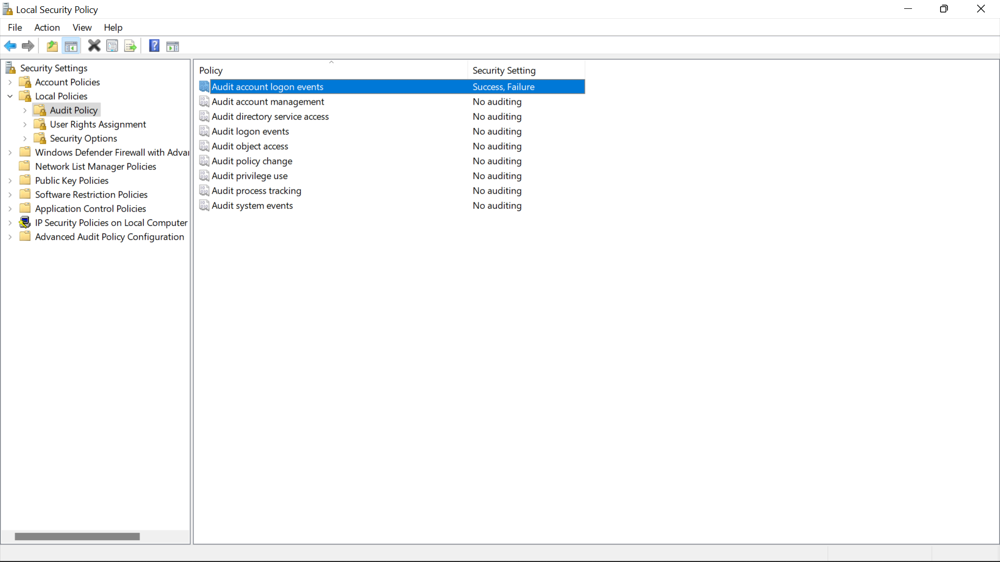 Local Security Policy
File Action View Help
Security Settings
Account Policies
Local Policies
Audit Policy
User Rights Assignment
Security Options
Windows Defender Firewall with Adva
Network List Manager Policies
Public Key Policies
Software Restriction Policies
Application Control Policies
IP Security Policies on Local Computer
Advanced Audit Policy Configuration
Policy Security Setting
Audit account logon events Success, Failure
Audit account management No auditing
Audit directory service access No auditing
Audit logon events No auditing
Audit object access No auditing
Audit policy change No auditing
Audit privilege use No auditing
Audit process tracking No auditing
Audit system events No auditing